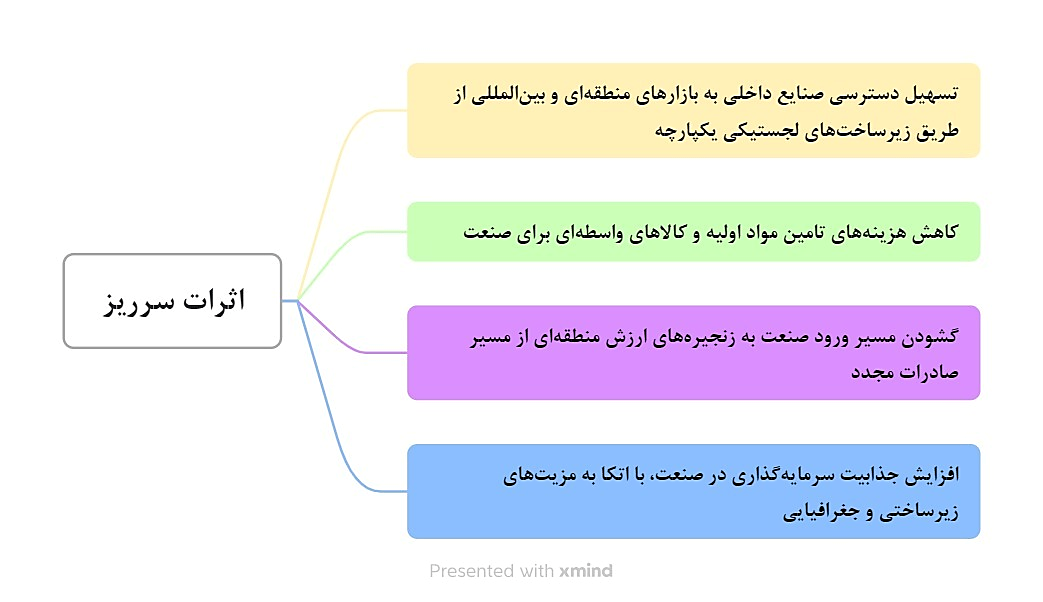 اثرات سرریز
تسهیل دسترسی صنایع داخلی به بازارهای منطقه‌ای و بین‌المللی از
طریق زیرساخت‌های لجستیکی یکپارچه
کاهش هزینه‌های تامین مواد اولیه و کالاهای واسطه‌ای برای صنعت
گشودن مسیر ورود صنعت به زنجیره‌های ارزش منطقه‌ای از مسیر
صادرات مجدد
افزایش جذابیت سرمایه‌گذاری در صنعت، با اتکا به مزیت‌های
زیرساختی و جغرافیایی
Presented with xmind